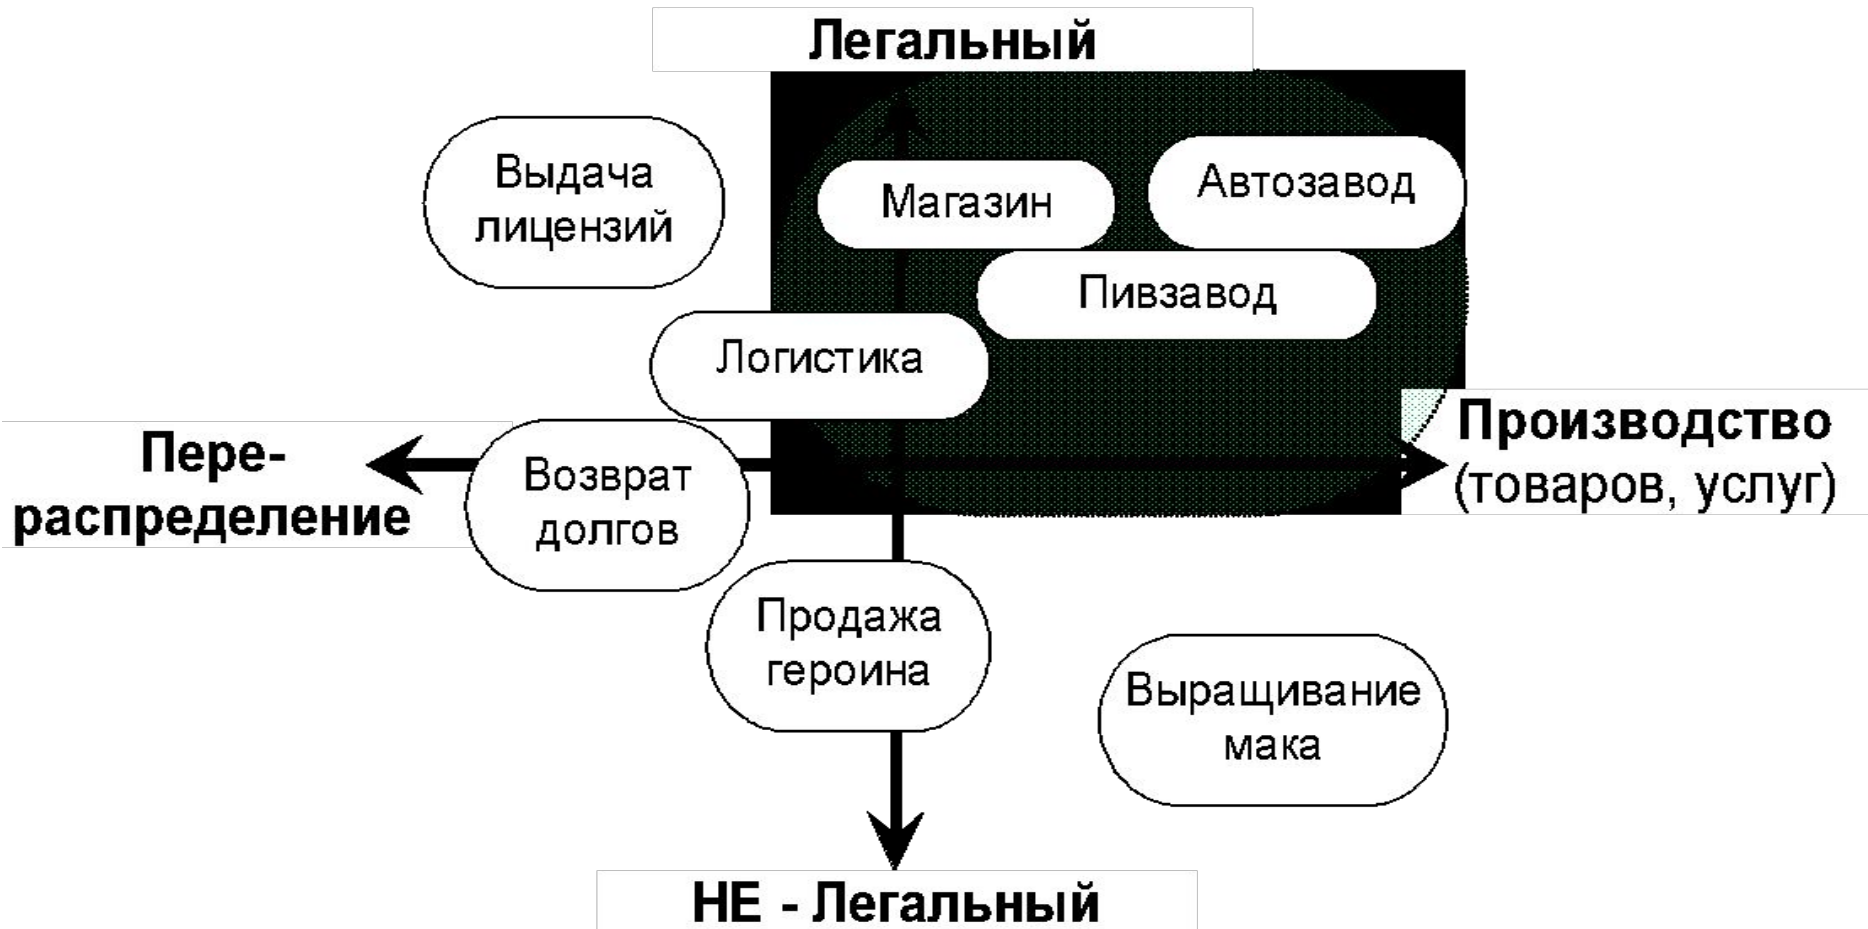 Легальный
Выдача
лицензий
Магазин
Автозавод
Пивзавод
Логистика
Пере-
распределение
Возврат
долгов
Производство
(товаров, услуг)
Продажа
героина
Выращивание
мака
НЕ - Легальный